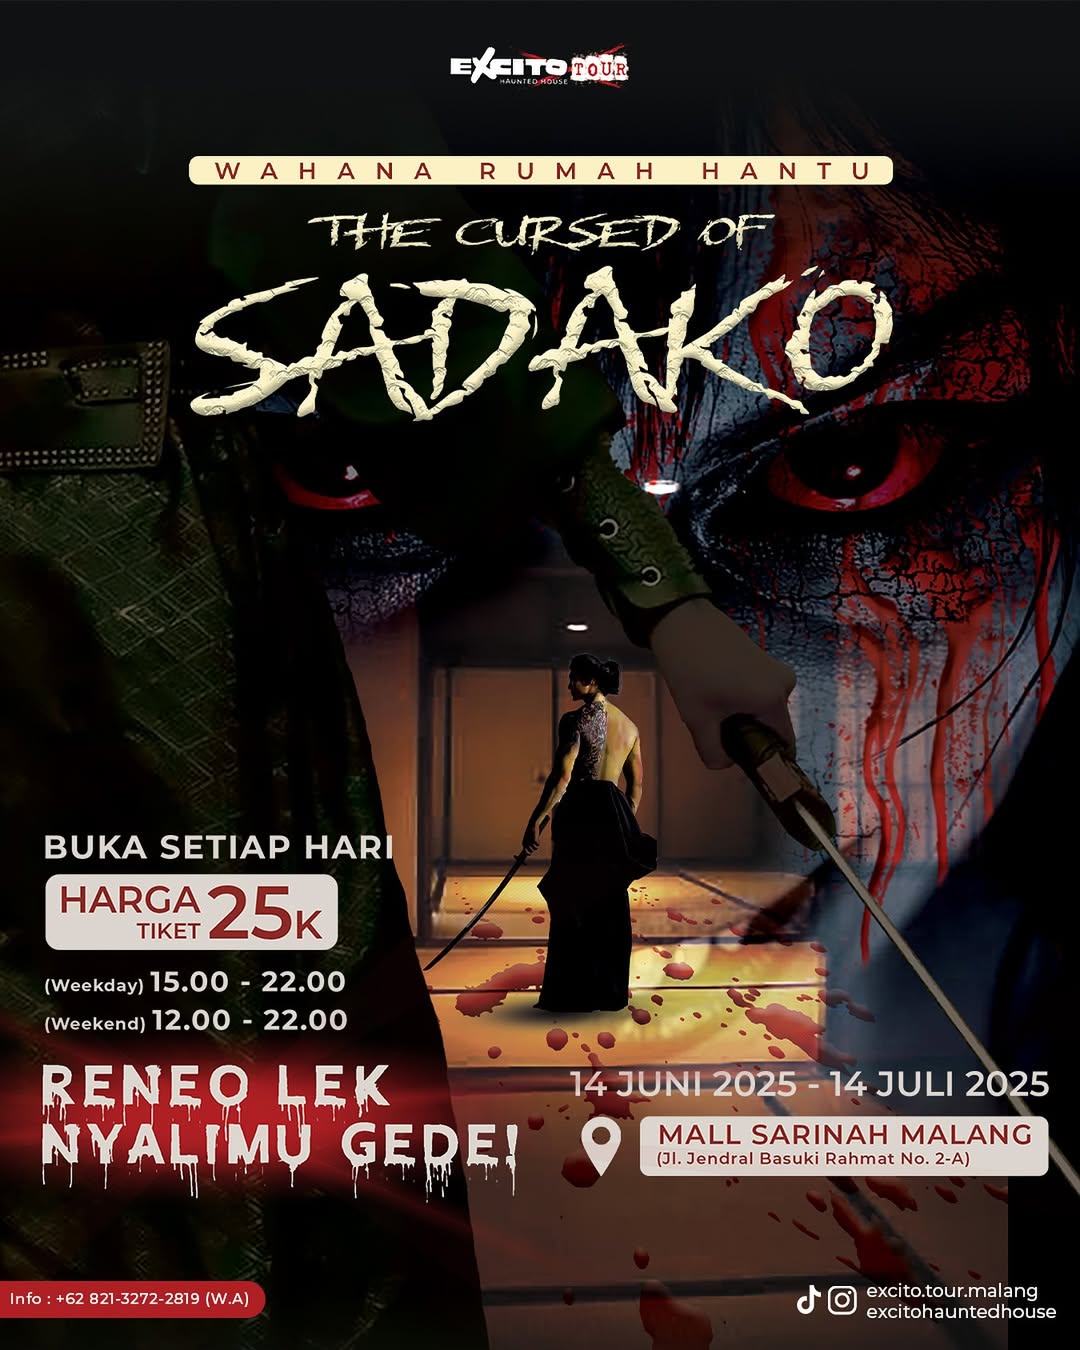 EXCITO TOUR
HAUNTED HOUSE
WAHANA RUMAH HANTU
THE CURSED OF
SADAKO
BUKA SETIAP HARI
HARGA
TIKET 25K
(Weekday) 15.00 - 22.00
(Weekend) 12.00 - 22.00
RENEO LEK
NYALIMU GEDE!
14 JUNI 2025 - 14 JULI 2025
MALL SARINAH MALANG
(Jl. Jendral Basuki Rahmat No. 2-A)
Info : +62 821-3272-2819 (W.A)
excito.tour.malang
excitohauntedhouse